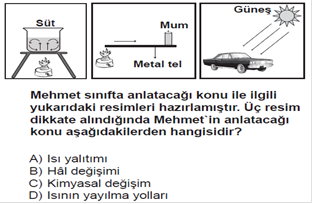 Süt
Mum
Metal tel
Güneş
Mehmet sınıfta anlatacağı konu ile ilgili
yukarıdaki resimleri hazırlamıştır. Üç resim
dikkate alındığında Mehmet`in anlatacağı
konu aşağıdakilerden hangisidir?
A) Isı yalıtımı
B) Hâl değişimi
C) Kimyasal değişim
D) Isının yayılma yolları